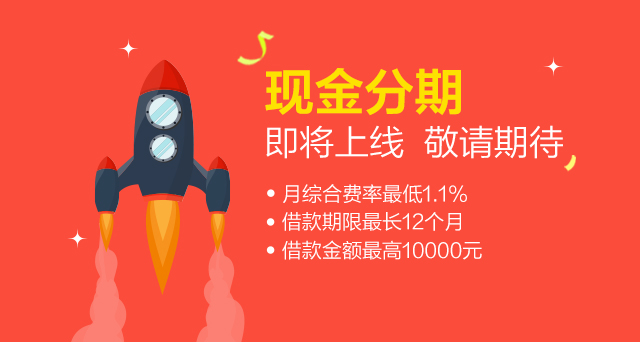 现金分期
即将上线 敬请期待
• 月综合费率最低1.1%
• 借款期限最长12个月
• 借款金额最高10000元